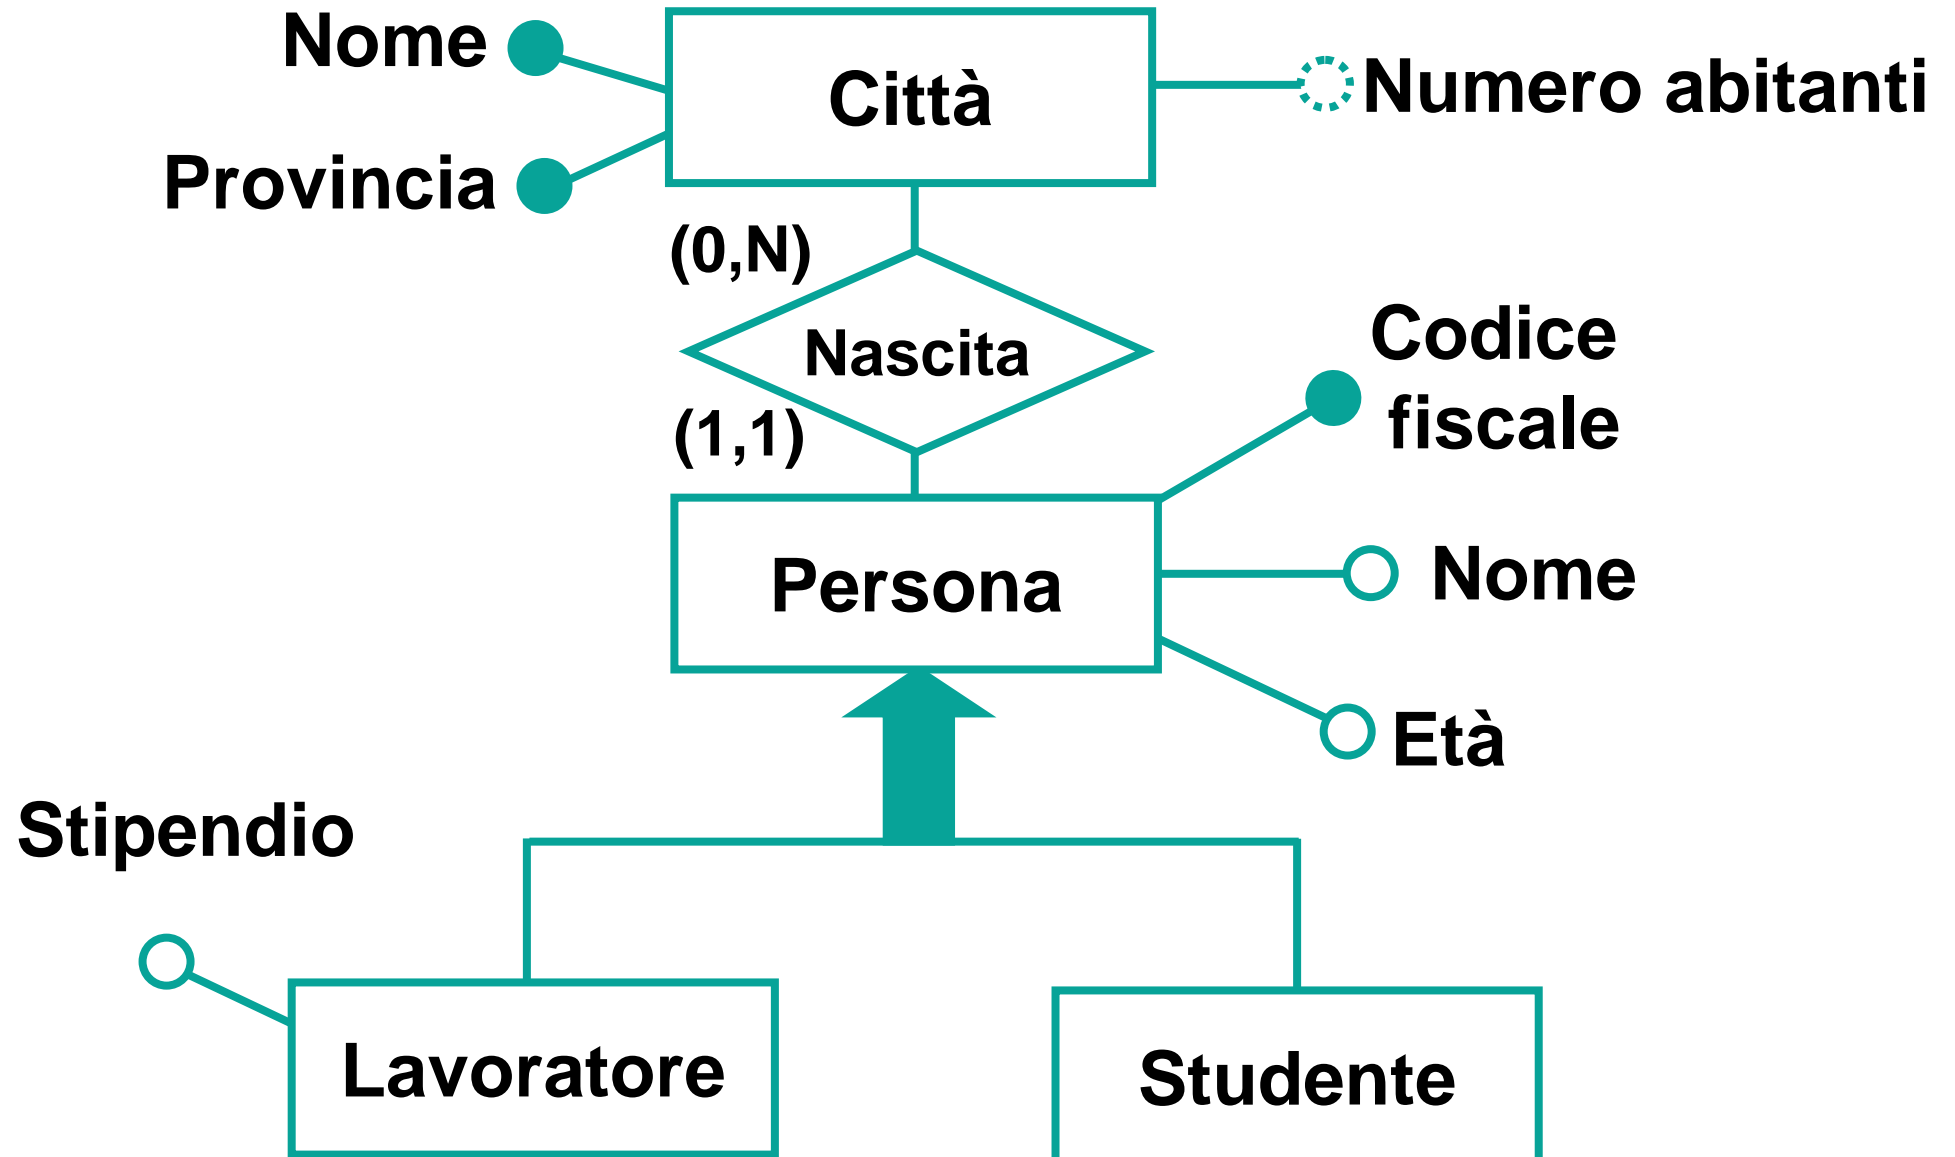 Nome
Città
Numero abitanti
Provincia
(0,N)
Nascita
Codice
fiscale
(1,1)
Persona
Nome
Età
Stipendio
Lavoratore
Studente